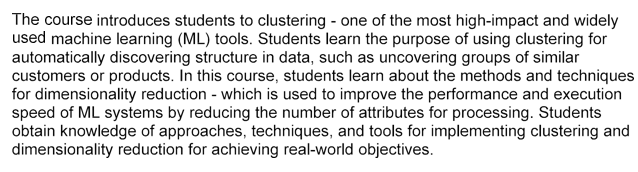 The course introduces students to clustering - one of the most high-impact and widely
used machine learning (ML) tools. Students learn the purpose of using clustering for
automatically discovering structure in data, such as uncovering groups of similar
customers or products. In this course, students learn about the methods and techniques
for dimensionality reduction - which is used to improve the performance and execution
speed of ML systems by reducing the number of attributes for processing. Students
obtain knowledge of approaches, techniques, and tools for implementing clustering and
dimensionality reduction for achieving real-world objectives.